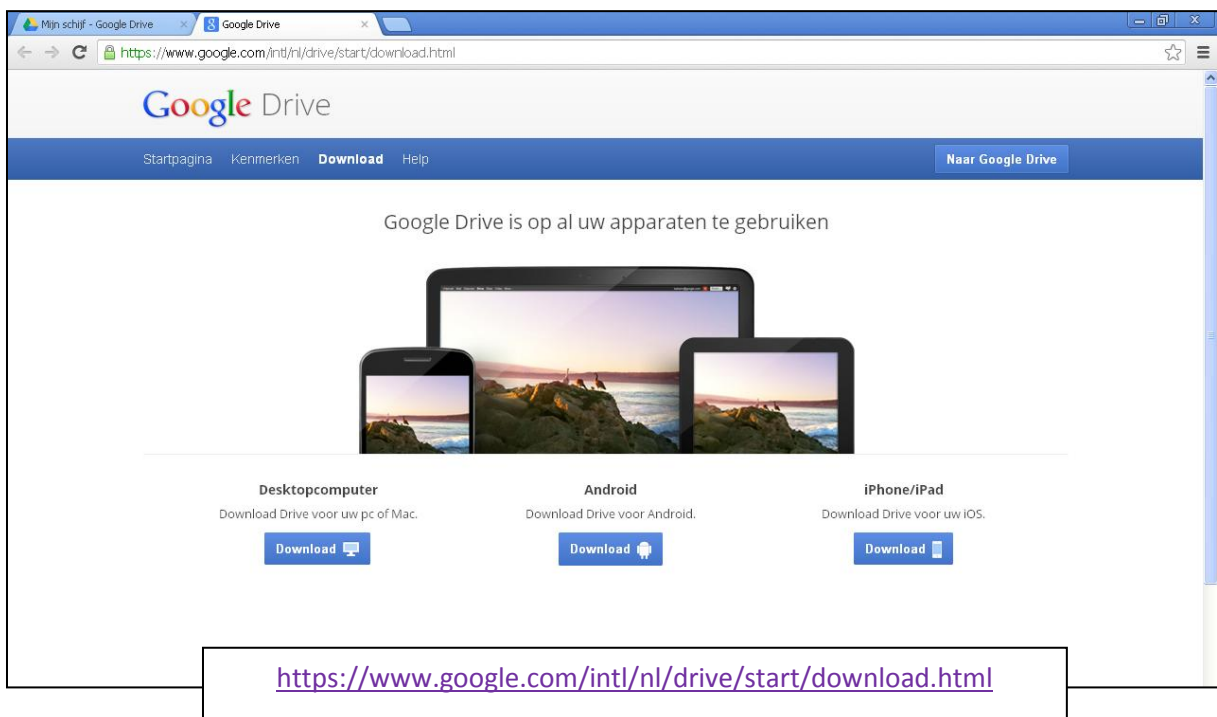 Mijn schijf - Google Drive
Google Drive
https://www.google.com/intl/nl/drive/start/download.html
Google Drive
Startpagina Kenmerken Download Help
Naar Google Drive
Google Drive is op al uw apparaten te gebruiken
Desktopcomputer
Download Drive voor uw pc of Mac.
Download
Android
Download Drive voor Android.
Download
iPhone/iPad
Download Drive voor uw iOS.
Download
https://www.google.com/intl/nl/drive/start/download.html